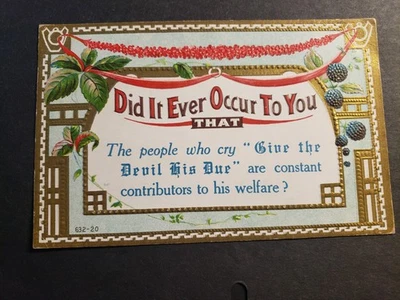 Did It Ever Occur To You
THAT
The people who cry "Give the
Devil His Due" are constant
contributors to his welfare?
632-20